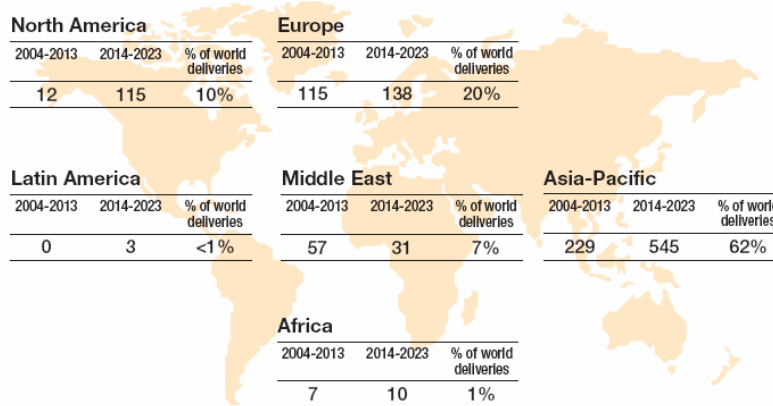 North America
2004-2013 2014-2023 % of world deliveries
12 115 10%
Europe
2004-2013 2014-2023 % of world deliveries
115 138 20%
Latin America
2004-2013 2014-2023 % of world deliveries
0 3 <1%
Middle East
2004-2013 2014-2023 % of world deliveries
57 31 7%
Asia-Pacific
2004-2013 2014-2023 % of world deliveries
229 545 62%
Africa
2004-2013 2014-2023 % of world deliveries
7 10 1%